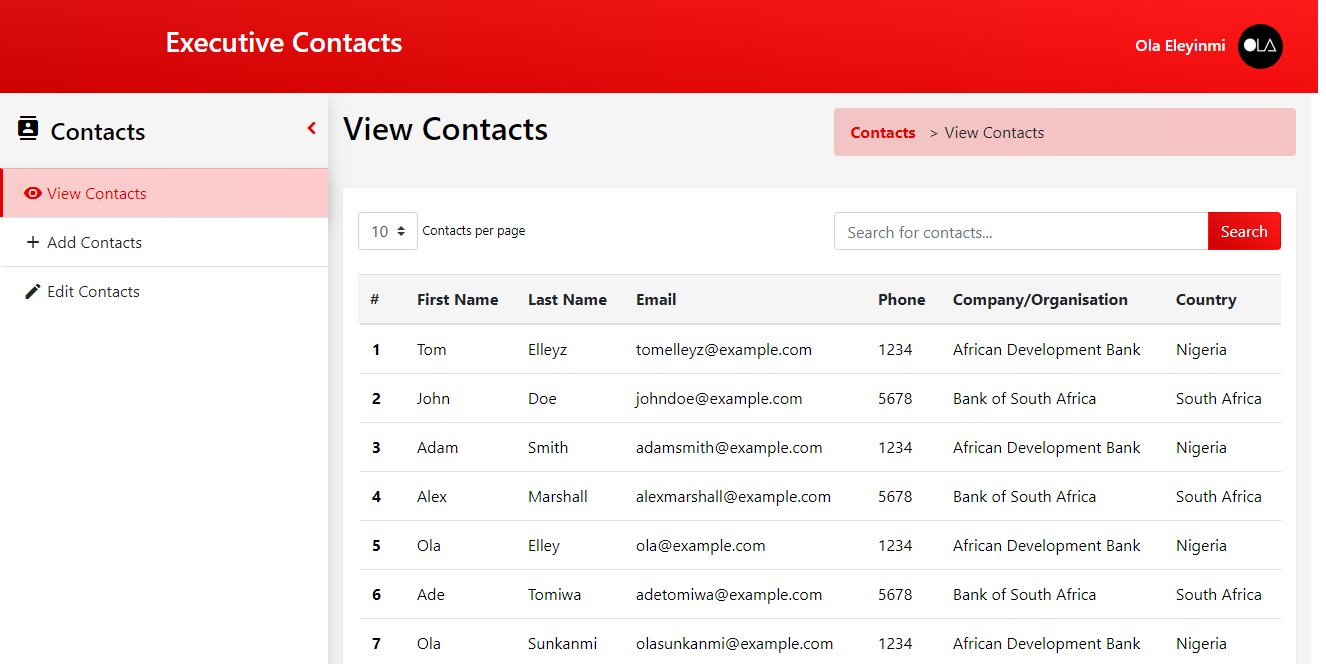 Executive Contacts
Ola Eleyinmi
OLA
Contacts
View Contacts
Add Contacts
Edit Contacts
View Contacts
Contacts > View Contacts
10 Contacts per page
Search for contacts... Search
# First Name Last Name Email Phone Company/Organisation Country
1 Tom Elleyz tomelleyz@example.com 1234 African Development Bank Nigeria
2 John Doe johndoe@example.com 5678 Bank of South Africa South Africa
3 Adam Smith adamsmith@example.com 1234 African Development Bank Nigeria
4 Alex Marshall alexmarshall@example.com 5678 Bank of South Africa South Africa
5 Ola Elley ola@example.com 1234 African Development Bank Nigeria
6 Ade Tomiwa adetomiwa@example.com 5678 Bank of South Africa South Africa
7 Ola Sunkanmi olasunkanmi@example.com 1234 African Development Bank Nigeria